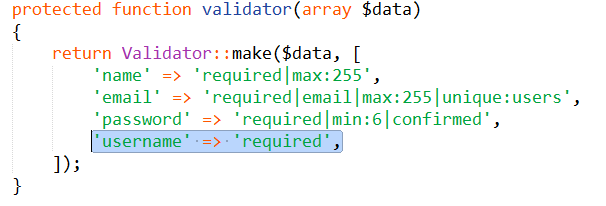 protected function validator(array $data)
{
    return Validator::make($data, [
        'name' => 'required|max:255',
        'email' => 'required|email|max:255|unique:users',
        'password' => 'required|min:6|confirmed',
        'username' => 'required',
    ]);
}